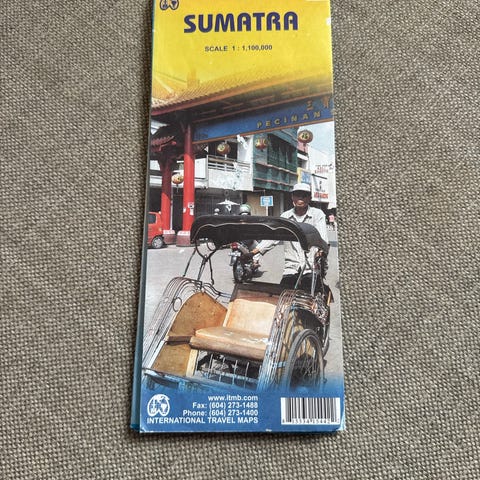 SUMATRA
SCALE 1 : 1,100,000
PECINAN
www.itmb.com
Fax: (604) 273-1488
Phone: (604) 273-1400
INTERNATIONAL TRAVEL MAPS